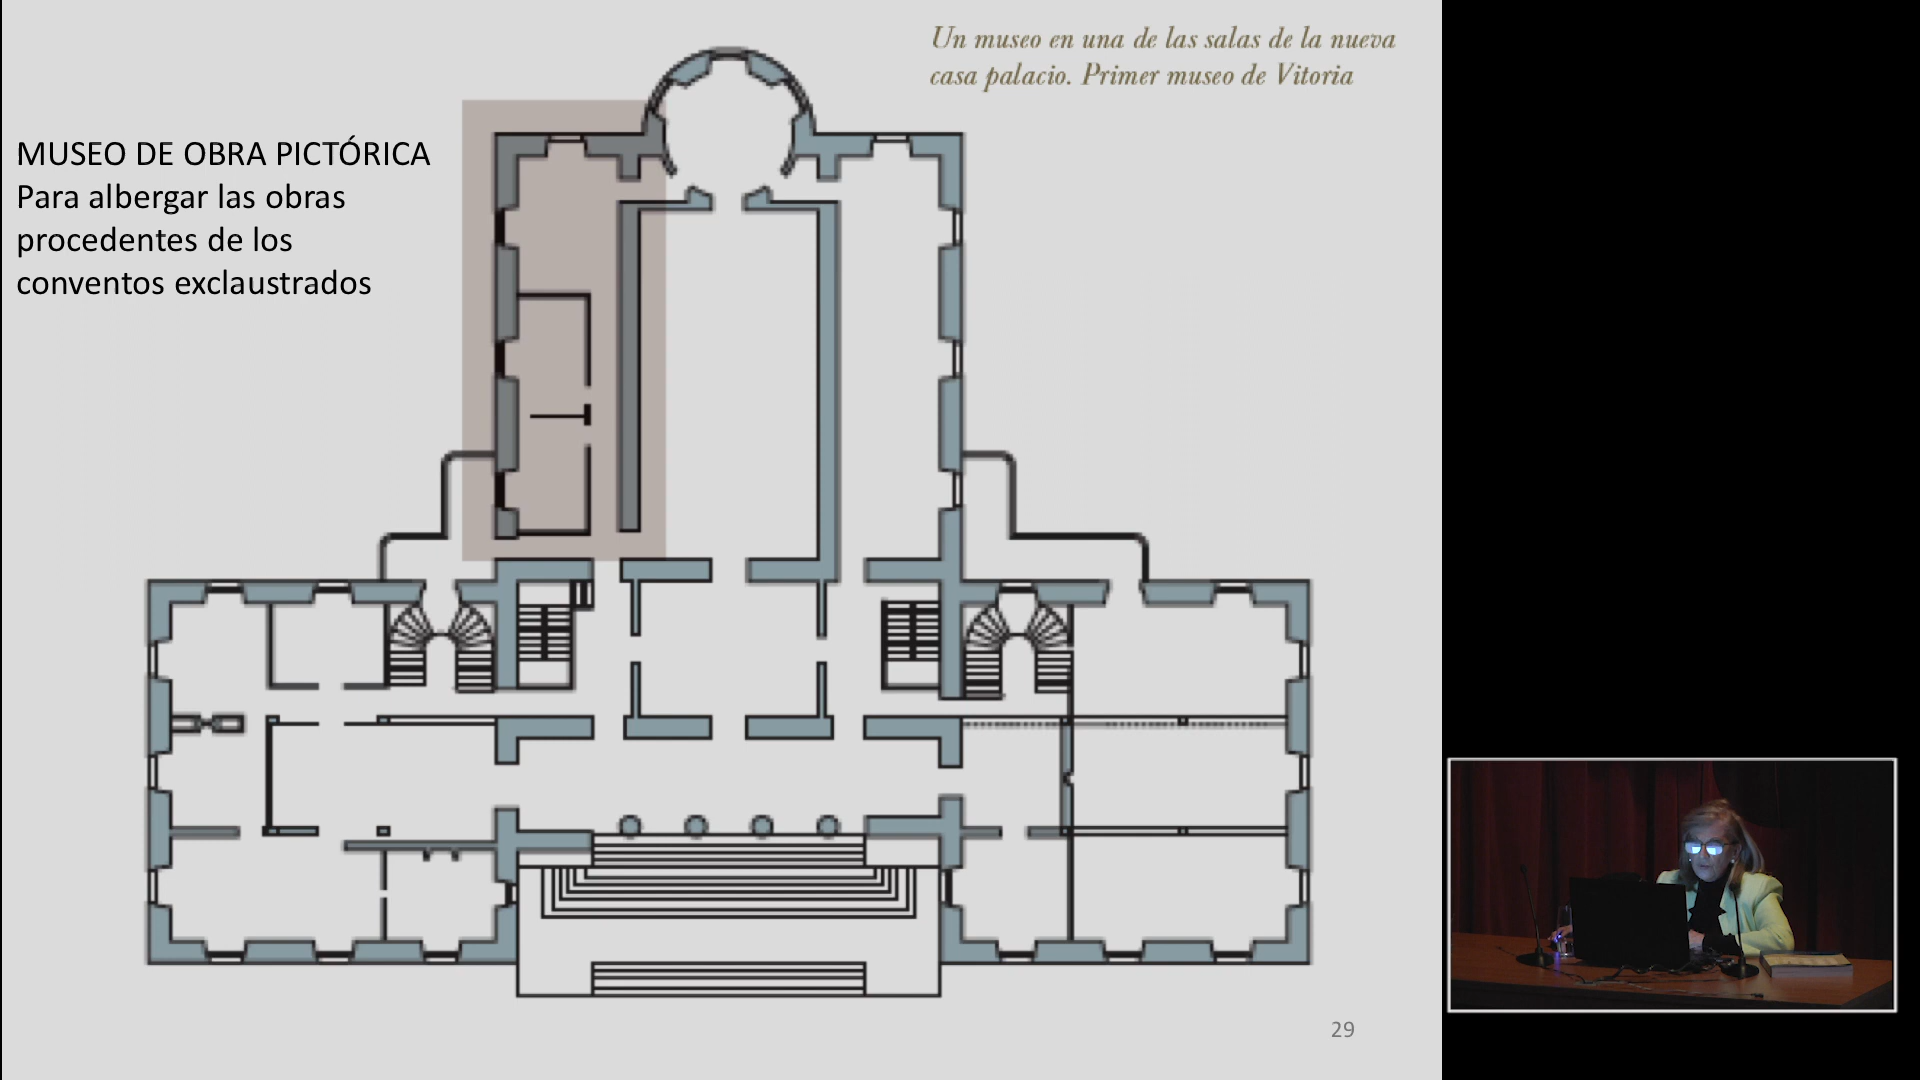 Un museo en una de las salas de la nueva
casa palacio. Primer museo de Vitoria
MUSEO DE OBRA PICTÓRICA
Para albergar las obras
procedentes de los
conventos exclaustrados
29